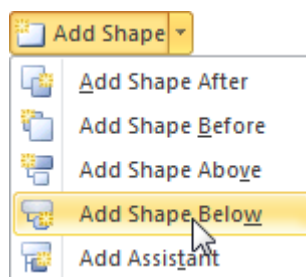 Add Shape
Add Shape After
Add Shape Before
Add Shape Above
Add Shape Below
Add Assistant